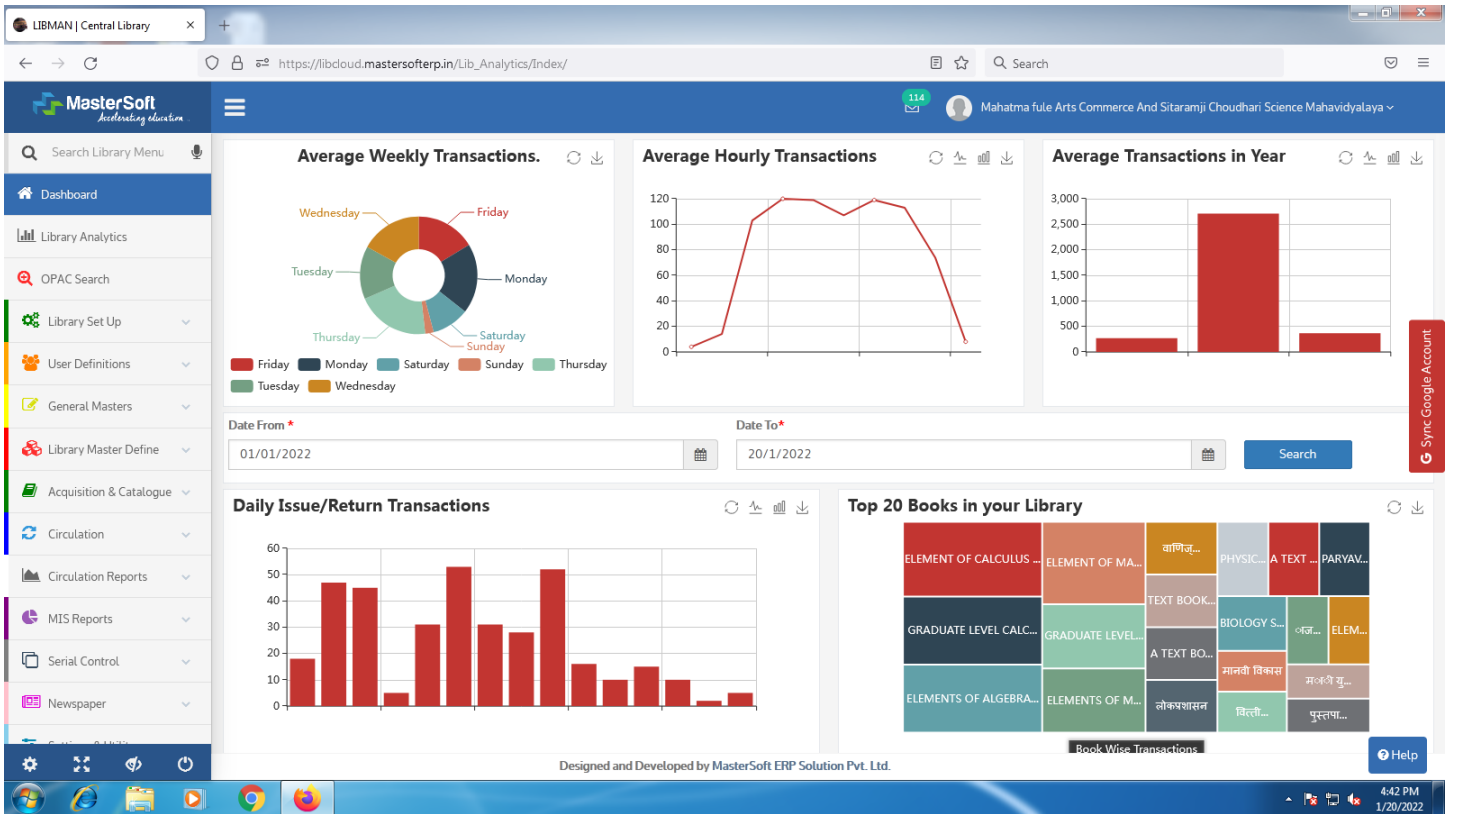 LIBMAN | Central Library
https://libcloud.mastersofterp.in/Lib_Analytics/Index/
Search
MasterSoft
Accelerating education
114
Mahatma fule Arts Commerce And Sitaramji Choudhari Science Mahavidyalaya
Search Library Menu
Dashboard
Library Analytics
OPAC Search
Library Set Up
User Definitions
General Masters
Library Master Define
Acquisition & Catalogue
Circulation
Circulation Reports
MIS Reports
Serial Control
Newspaper
Average Weekly Transactions.
Wednesday
Friday
Tuesday
Monday
Thursday
Saturday
Sunday
Friday Monday Saturday Sunday Thursday
Tuesday Wednesday
Average Hourly Transactions
120
100
80
60
40
20
0
Average Transactions in Year
3,000
2,500
2,000
1,500
1,000
500
0
Sync Google Account
Date From *
Date To*
01/01/2022
20/1/2022
Search
Daily Issue/Return Transactions
60
50
40
30
20
10
0
Top 20 Books in your Library
ELEMENT OF CALCULUS ...
GRADUATE LEVEL CALC...
ELEMENTS OF ALGEBRA...
ELEMENT OF MA...
GRADUATE LEVEL...
ELEMENTS OF M...
वाणिज्...
TEXT BOOK...
A TEXT BO...
लोकप्रशासन
PHYSIC...
A TEXT ...
PARYAV...
BIOLOGY S...
ELEM...
मानवी विकास
वित्ती...
पुस्तपा...
Book Wise Transactions
Help
Designed and Developed by MasterSoft ERP Solution Pvt. Ltd.
4:42 PM
1/20/2022